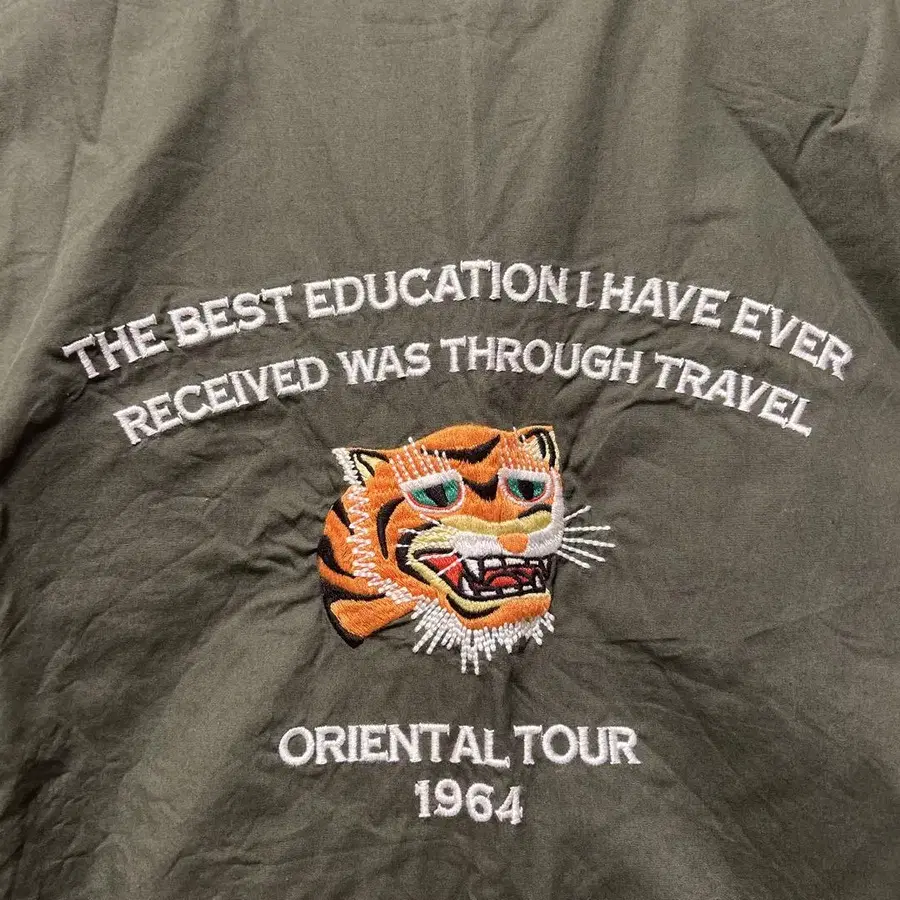 THE BEST EDUCATION I HAVE EVER
RECEIVED WAS THROUGH TRAVEL
ORIENTAL TOUR
1964